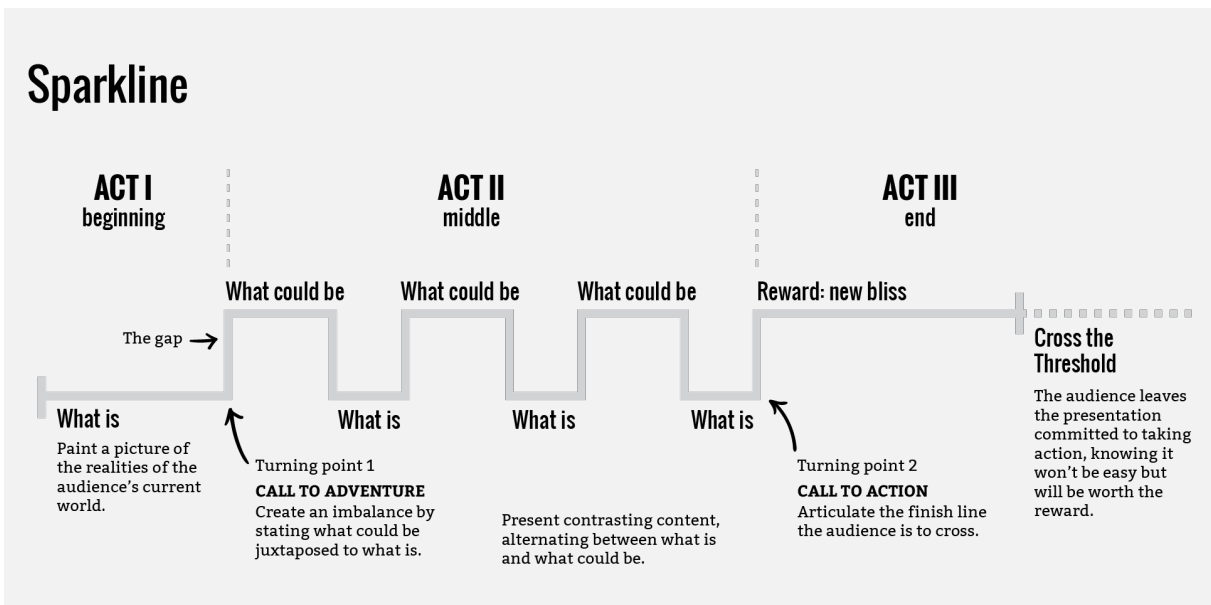 Sparkline
ACT I
beginning
ACT II
middle
ACT III
end
What could be
What could be
What could be
Reward: new bliss
The gap
Cross the
Threshold
What is
What is
What is
What is
Paint a picture of
the realities of the
audience's current
world.
Turning point 1
CALL TO ADVENTURE
Create an imbalance by
stating what could be
juxtaposed to what is.
Present contrasting content,
alternating between what is
and what could be.
Turning point 2
CALL TO ACTION
Articulate the finish line
the audience is to cross.
The audience leaves
the presentation
committed to taking
action, knowing it
won't be easy but
will be worth the
reward.